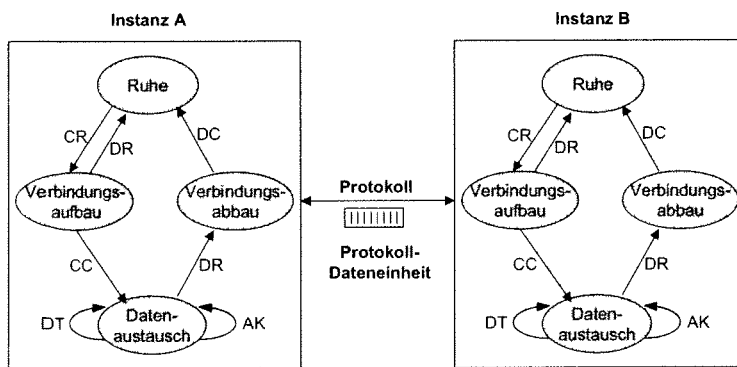 Instanz A
Instanz B
Ruhe
CR
DR
DC
Verbindungs-
aufbau
Verbindungs-
abbau
CC
DR
DT
Daten-
austausch
AK
Protokoll
Protokoll-
Dateneinheit
Ruhe
CR
DR
DC
Verbindungs-
aufbau
Verbindungs-
abbau
CC
DR
DT
Daten-
austausch
AK